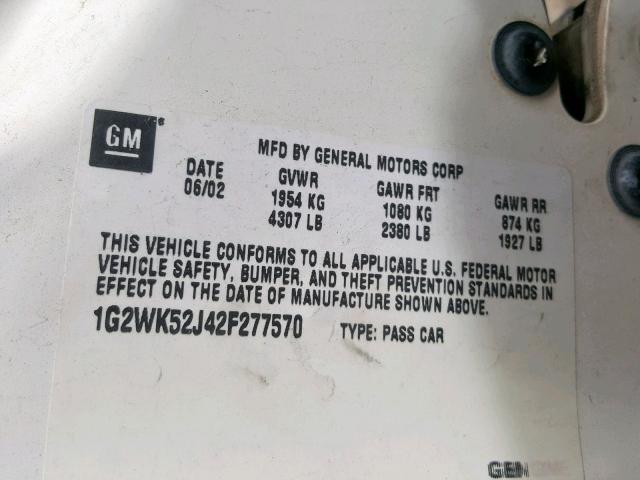 GM
MFD BY GENERAL MOTORS CORP
DATE GVWR GAWR FRT GAWR RR
06/02 1954 KG 1080 KG 874 KG
4307 LB 2380 LB 1927 LB
THIS VEHICLE CONFORMS TO ALL APPLICABLE U.S. FEDERAL MOTOR
VEHICLE SAFETY, BUMPER, AND THEFT PREVENTION STANDARDS IN
EFFECT ON THE DATE OF MANUFACTURE SHOWN ABOVE.
1G2WK52J42F277570 TYPE: PASS CAR